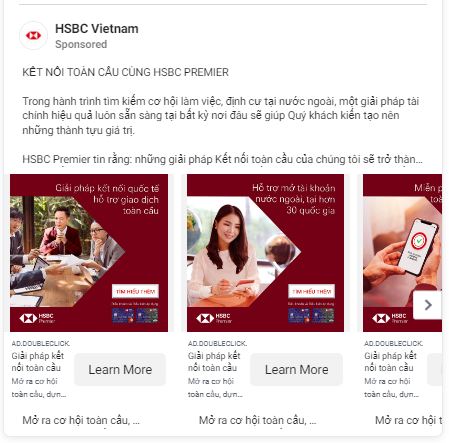 HSBC Vietnam
Sponsored
KẾT NỐI TOÀN CẦU CÙNG HSBC PREMIER
Trong hành trình tìm kiếm cơ hội làm việc, định cư tại nước ngoài, một giải pháp tài
chính hiệu quả luôn sẵn sàng tại bất kỳ nơi đâu sẽ giúp Quý khách kiến tạo nên
những thành tựu giá trị.
HSBC Premier tin rằng: những giải pháp Kết nối toàn cầu của chúng tôi sẽ trở thàn...
Giải pháp kết nối quốc tế
hỗ trợ giao dịch
toàn cầu
TÌM HIỂU THÊM
HSBC
Premier
Hỗ trợ mở tài khoản
nước ngoài, tại hơn
30 quốc gia
TÌM HIỂU THÊM
HSBC
Premier
Miễn p
HSBC
Premier
AD.DOUBLECLICK.
Giải pháp kết
nối toàn cầu
Mở ra cơ hội
toàn cầu, dựn...
Learn More
Mở ra cơ hội toàn cầu, ...
AD.DOUBLECLICK.
Giải pháp kết
nối toàn cầu
Mở ra cơ hội
toàn cầu, dựn...
Learn More
Mở ra cơ hội toàn cầu, ...
AD.DOUBLECLICK.
Giải pháp kết
nối toàn cầu
Mở ra cơ hội
toàn cầu, dựn...
Mở ra cơ hội